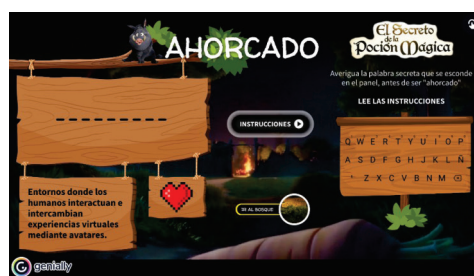 AHORCADO
El Secreto
de la
Poción Mágica
Averigua la palabra secreta que se esconde
en el panel, antes de ser "ahorcado"
LEE LAS INSTRUCCIONES
INSTRUCCIONES
Q W E R T Y U I O P
A S D F G H J K L Ñ
Z X C V B N M
Entornos donde los
humanos interactuan e
intercambian
experiencias virtuales
mediante avatares.
VE AL BOSQUE
genially